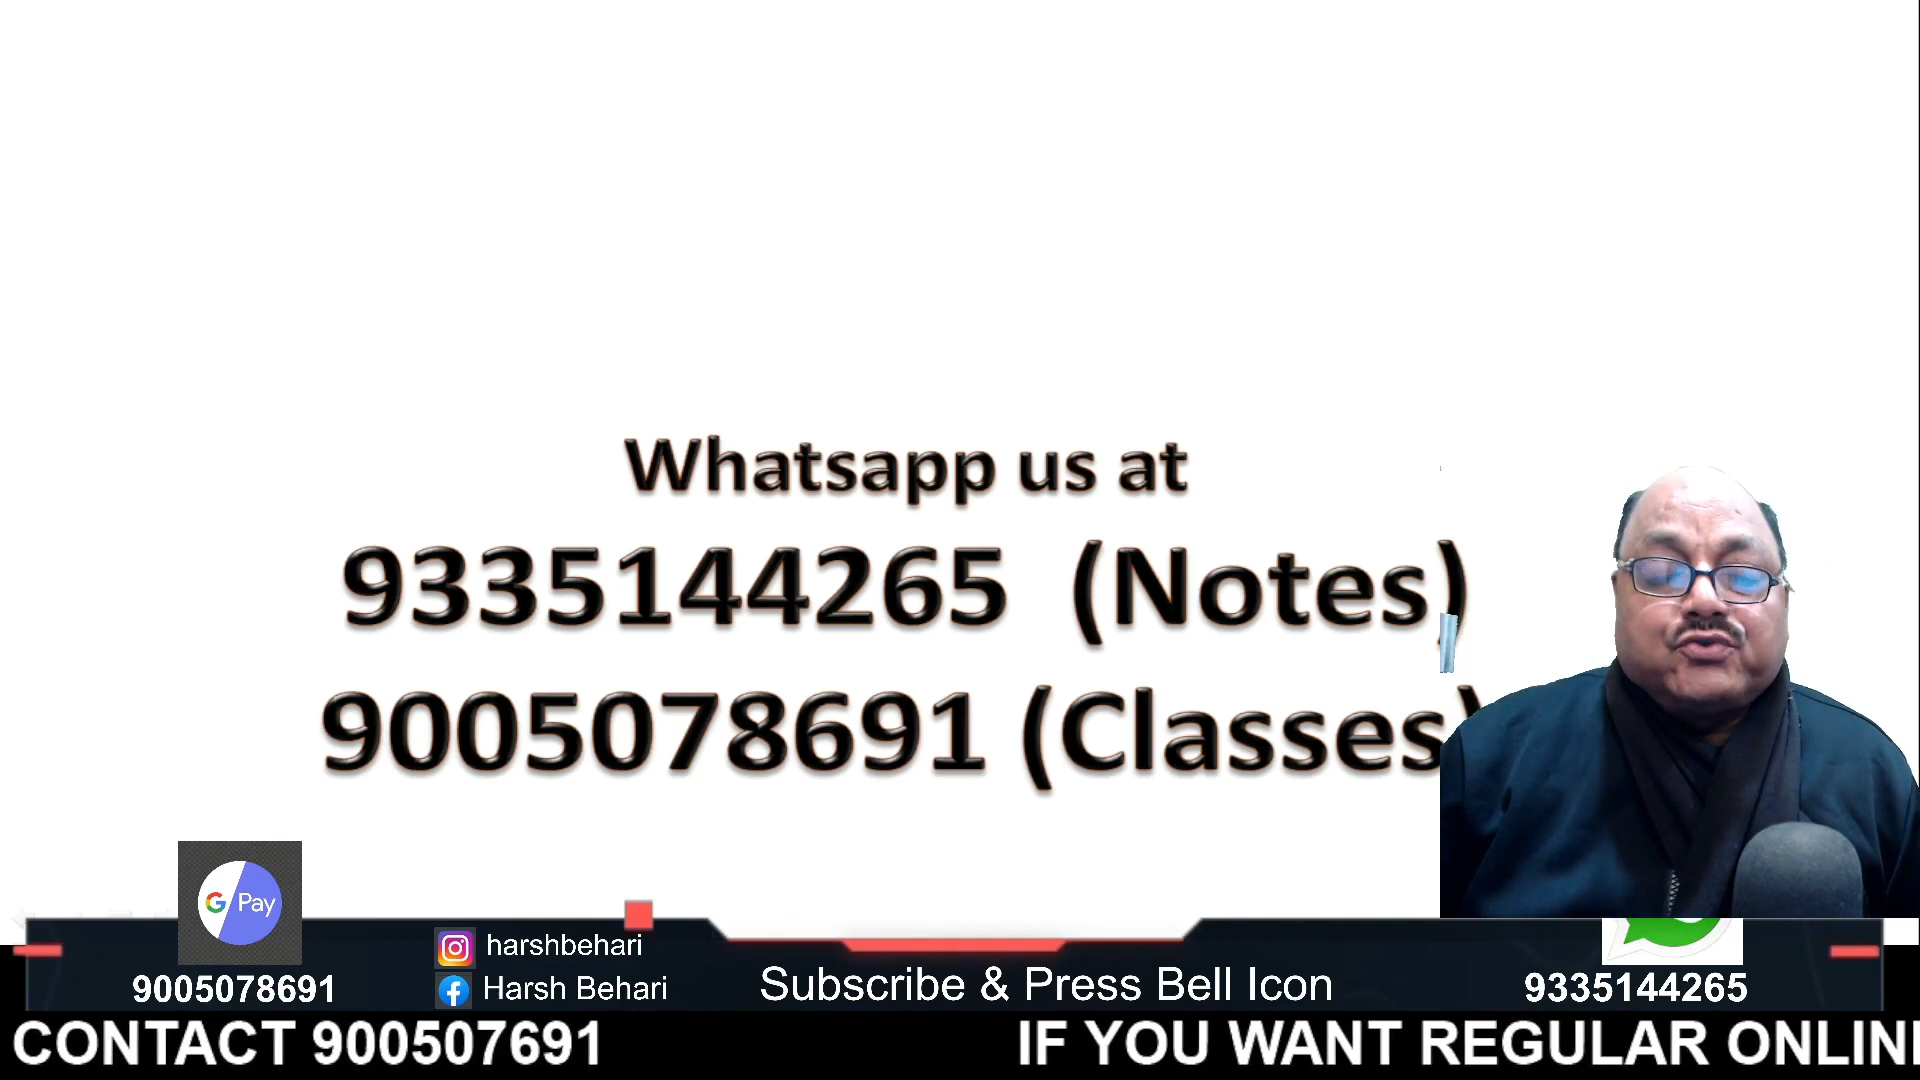 Whatsapp us at
9335144265 (Notes)
9005078691 (Classes)
G Pay
9005078691
harshbehari
Harsh Behari
Subscribe & Press Bell Icon
9335144265
CONTACT 900507691 IF YOU WANT REGULAR ONLIN